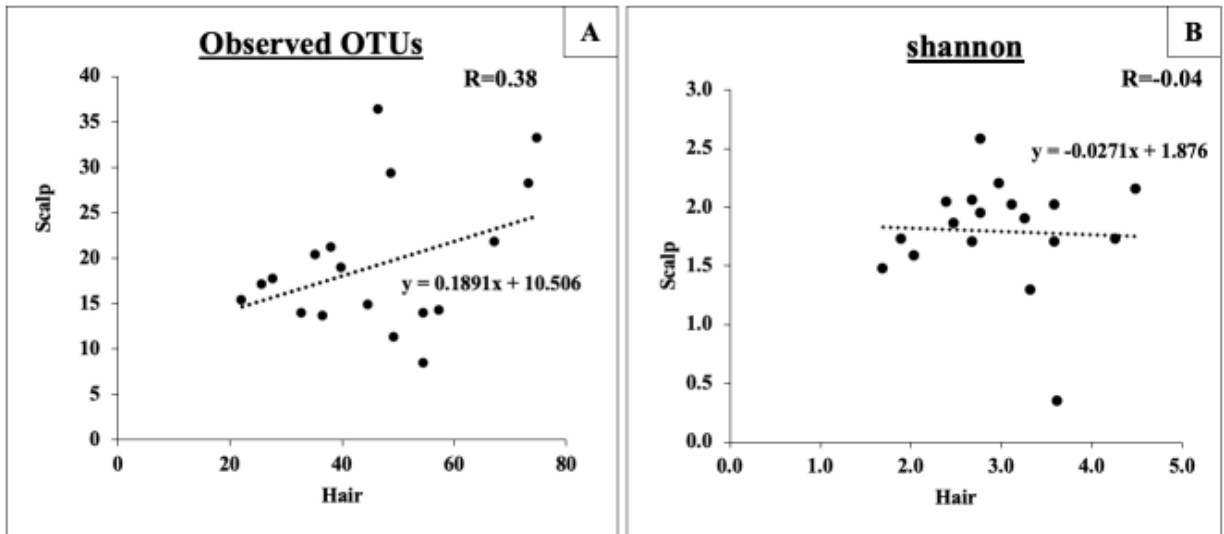 Observed OTUs
A
R=0.38
40
35
30
25
20
15
10
5
0
Scalp
y = 0.1891x + 10.506
0 20 40 60 80
Hair
shannon
B
R=-0.04
3.0
2.5
2.0
1.5
1.0
0.5
0.0
Scalp
y = -0.0271x + 1.876
0.0 1.0 2.0 3.0 4.0 5.0
Hair